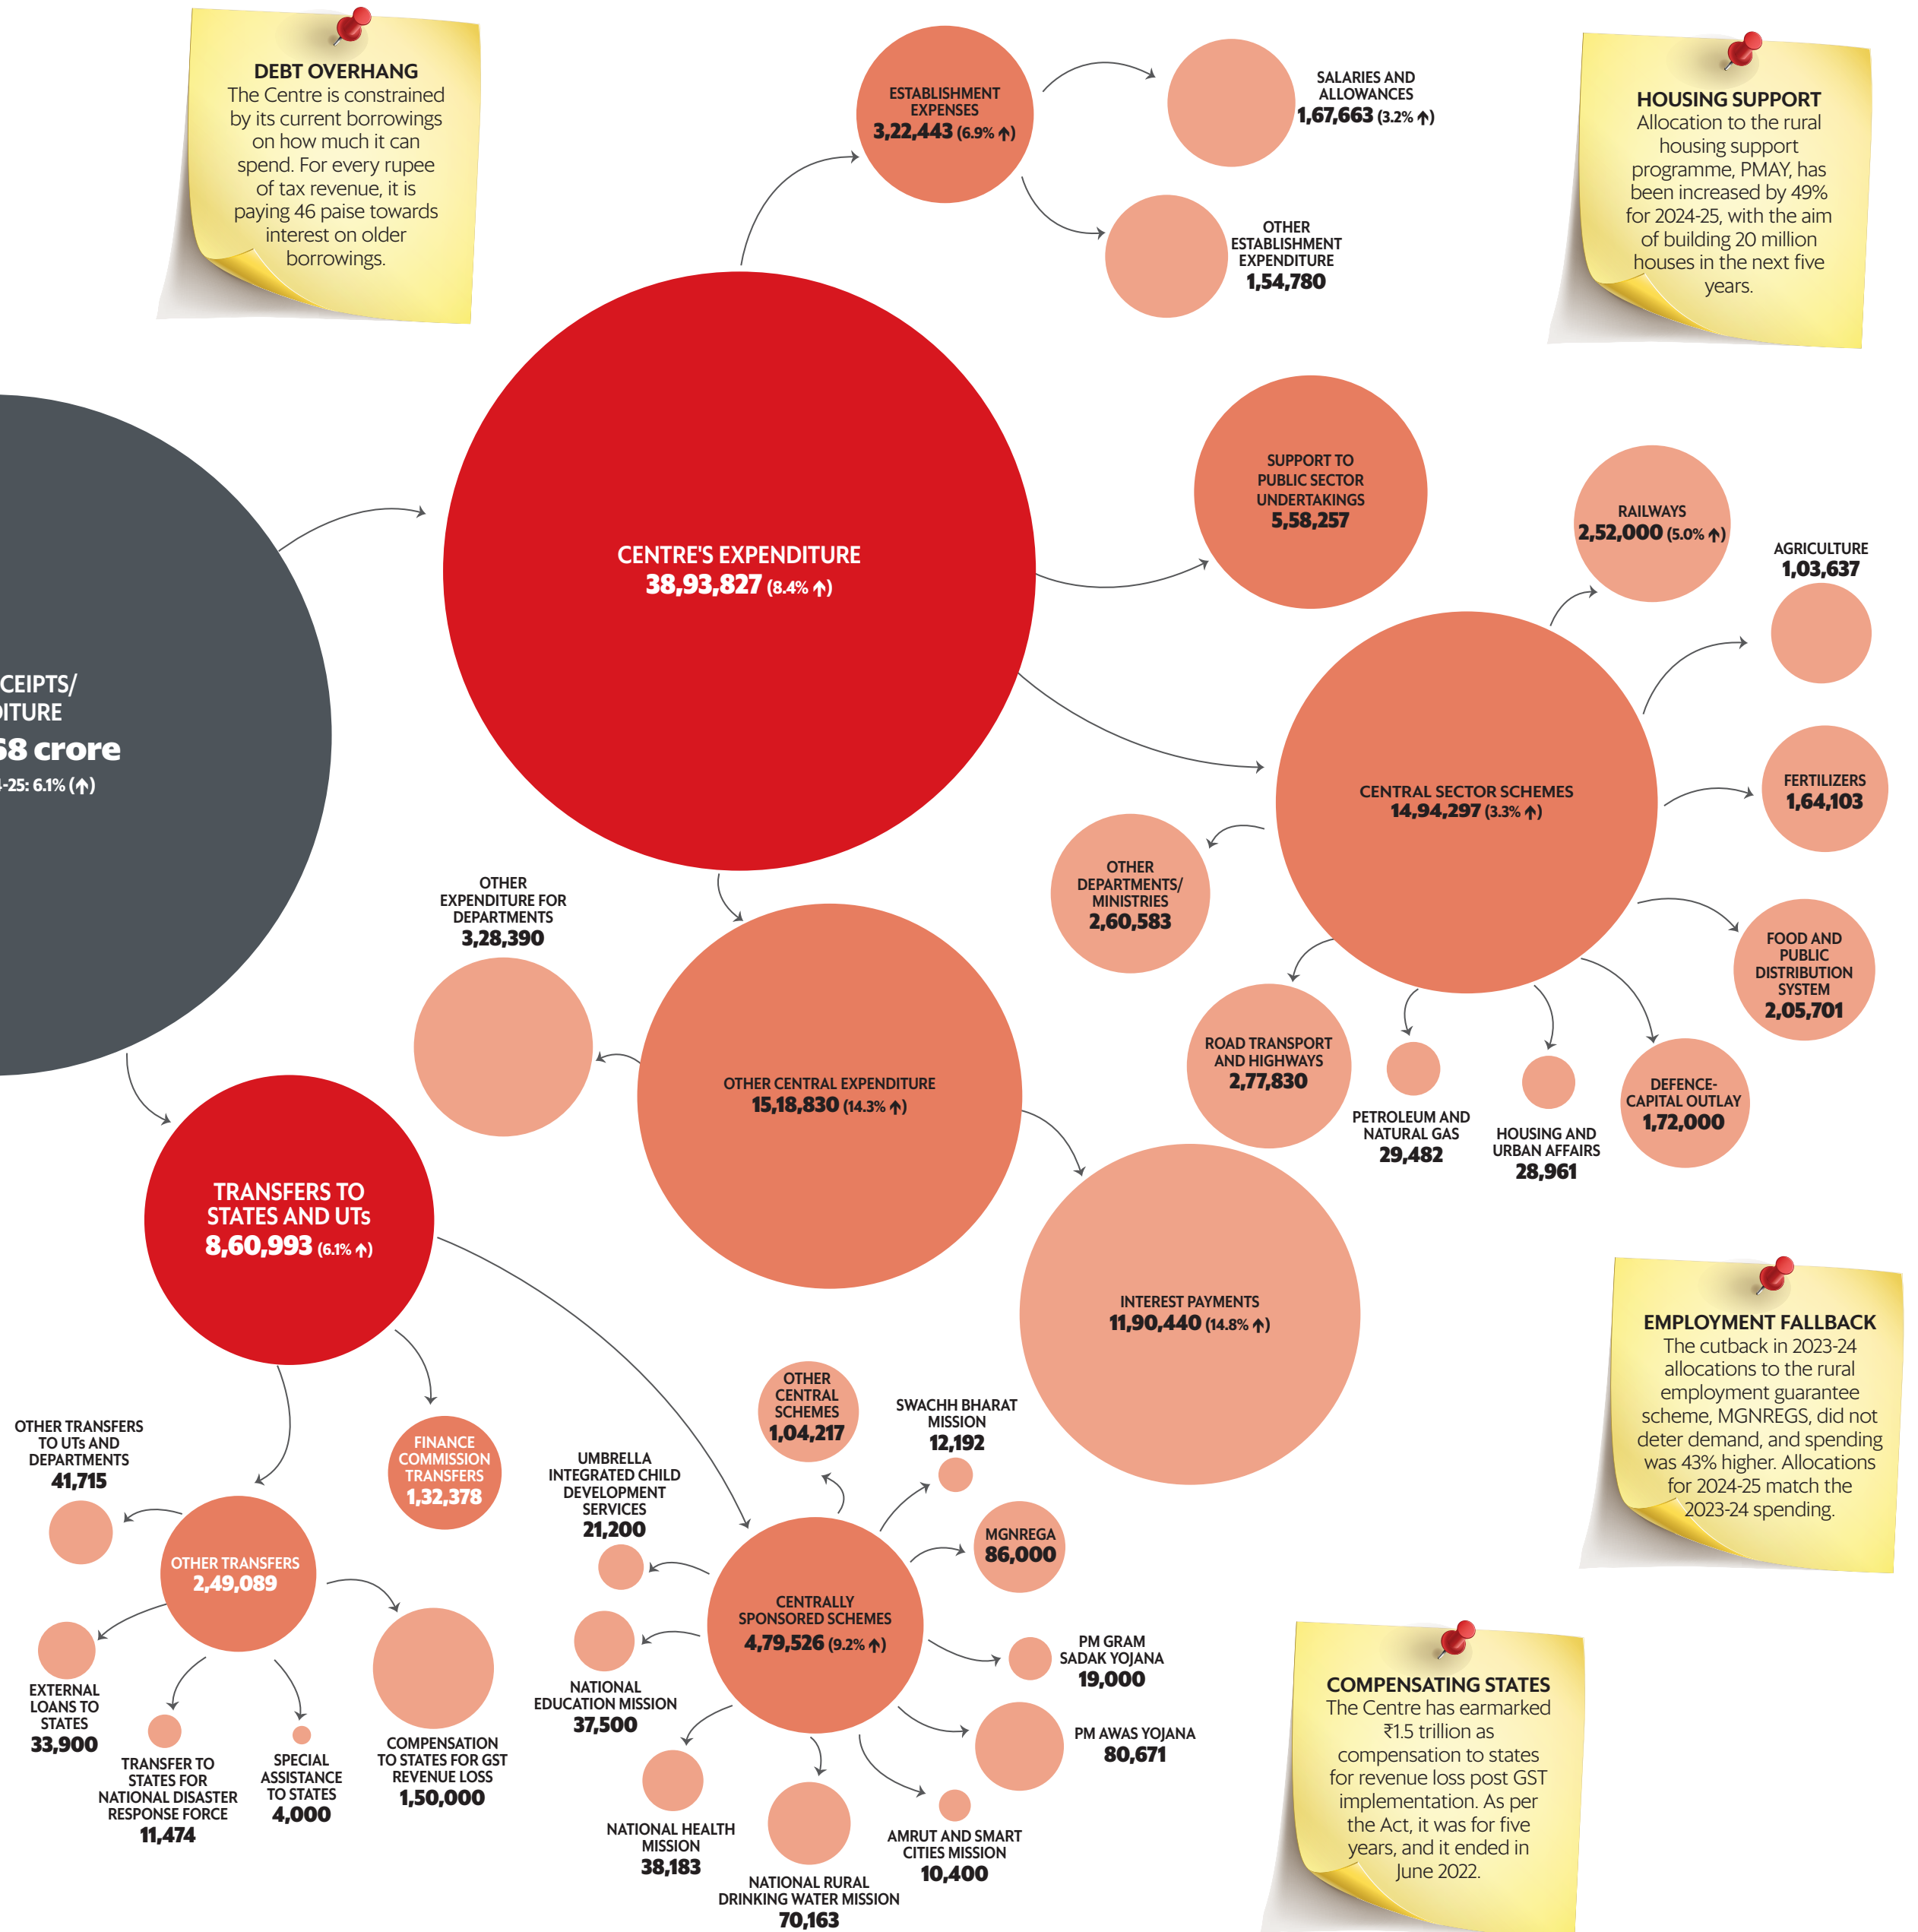 DEBT OVERHANG
The Centre is constrained
by its current borrowings
on how much it can
spend. For every rupee
of tax revenue, it is
paying 46 paise towards
interest on older
borrowings.
ESTABLISHMENT
EXPENSES
3,22,443 (6.9% ↑)
SALARIES AND
ALLOWANCES
1,67,663 (3.2% ↑)
OTHER
ESTABLISHMENT
EXPENDITURE
1,54,780
HOUSING SUPPORT
Allocation to the rural
housing support
programme, PMAY, has
been increased by 49%
for 2024-25, with the aim
of building 20 million
houses in the next five
years.
CENTRE'S EXPENDITURE
38,93,827 (8.4% ↑)
SUPPORT TO
PUBLIC SECTOR
UNDERTAKINGS
5,58,257
RAILWAYS
2,52,000 (5.0% ↑)
AGRICULTURE
1,03,637
CEIPTS/
ITURE
8 crore
-25: 6.1% (↑)
CENTRAL SECTOR SCHEMES
14,94,297 (3.3% ↑)
FERTILIZERS
1,64,103
OTHER
DEPARTMENTS/
MINISTRIES
2,60,583
FOOD AND
PUBLIC
DISTRIBUTION
SYSTEM
2,05,701
ROAD TRANSPORT
AND HIGHWAYS
2,77,830
PETROLEUM AND
NATURAL GAS
29,482
HOUSING AND
URBAN AFFAIRS
28,961
DEFENCE-
CAPITAL OUTLAY
1,72,000
OTHER
EXPENDITURE FOR
DEPARTMENTS
3,28,390
OTHER CENTRAL EXPENDITURE
15,18,830 (14.3% ↑)
INTEREST PAYMENTS
11,90,440 (14.8% ↑)
TRANSFERS TO
STATES AND UTs
8,60,993 (6.1% ↑)
EMPLOYMENT FALLBACK
The cutback in 2023-24
allocations to the rural
employment guarantee
scheme, MGNREGS, did not
deter demand, and spending
was 43% higher. Allocations
for 2024-25 match the
2023-24 spending.
OTHER TRANSFERS
TO UTs AND
DEPARTMENTS
41,715
FINANCE
COMMISSION
TRANSFERS
1,32,378
OTHER TRANSFERS
2,49,089
EXTERNAL
LOANS TO
STATES
33,900
TRANSFER TO
STATES FOR
NATIONAL DISASTER
RESPONSE FORCE
11,474
SPECIAL
ASSISTANCE
TO STATES
4,000
COMPENSATION
TO STATES FOR GST
REVENUE LOSS
1,50,000
OTHER
CENTRAL
SCHEMES
1,04,217
SWACHH BHARAT
MISSION
12,192
UMBRELLA
INTEGRATED CHILD
DEVELOPMENT
SERVICES
21,200
MGNREGA
86,000
CENTRALLY
SPONSORED SCHEMES
4,79,526 (9.2% ↑)
NATIONAL
EDUCATION MISSION
37,500
PM GRAM
SADAK YOJANA
19,000
PM AWAS YOJANA
80,671
NATIONAL HEALTH
MISSION
38,183
NATIONAL RURAL
DRINKING WATER MISSION
70,163
AMRUT AND SMART
CITIES MISSION
10,400
COMPENSATING STATES
The Centre has earmarked
₹1.5 trillion as
compensation to states
for revenue loss post GST
implementation. As per
the Act, it was for five
years, and it ended in
June 2022.